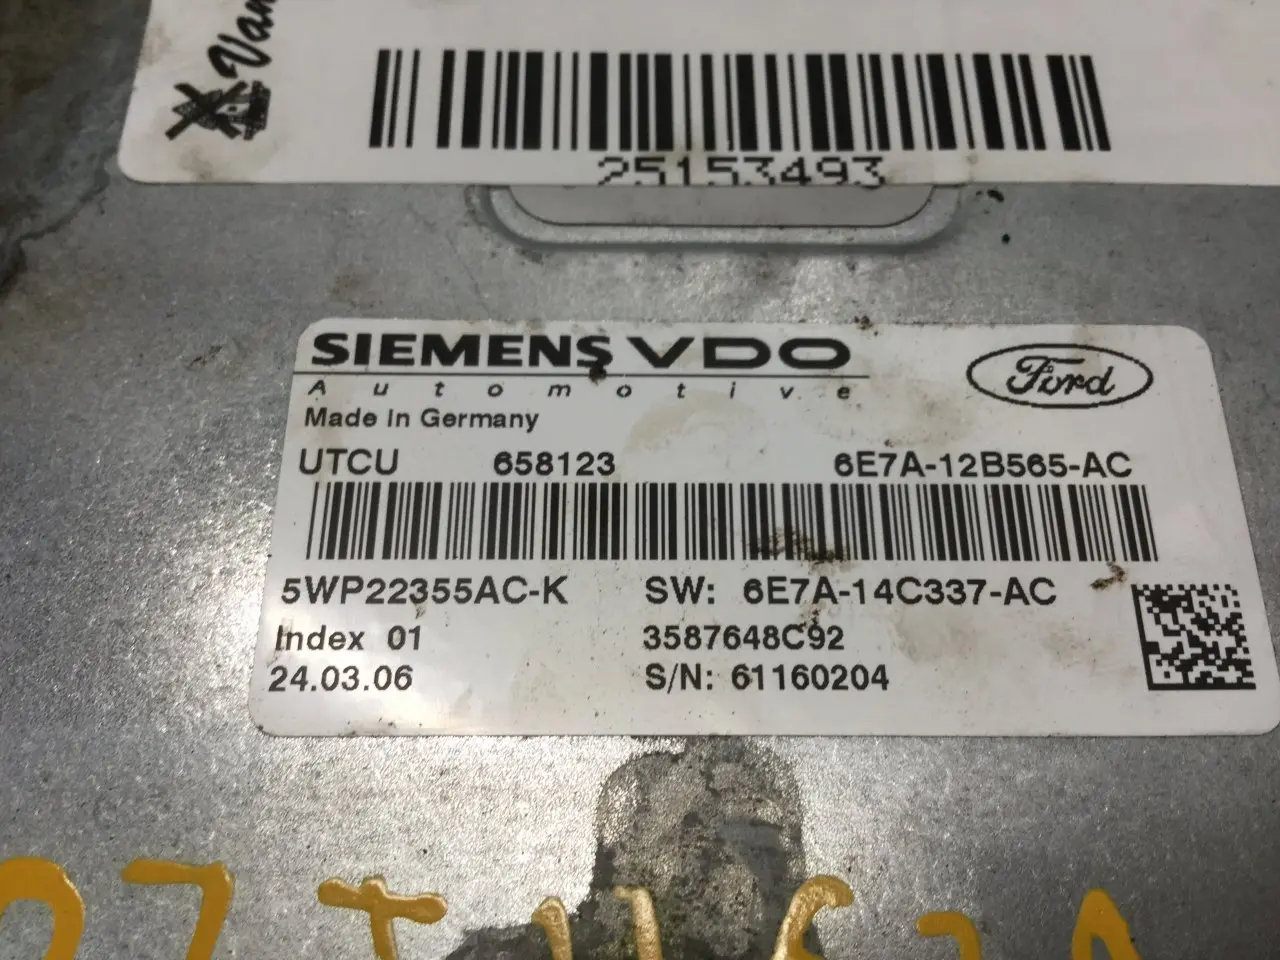 Van
25153493
SIEMENS VDO
Automotive
Ford
Made in Germany
UTCU 658123 6E7A-12B565-AC
5WP22355AC-K SW: 6E7A-14C337-AC
Index 01 3587648C92
24.03.06 S/N: 61160204